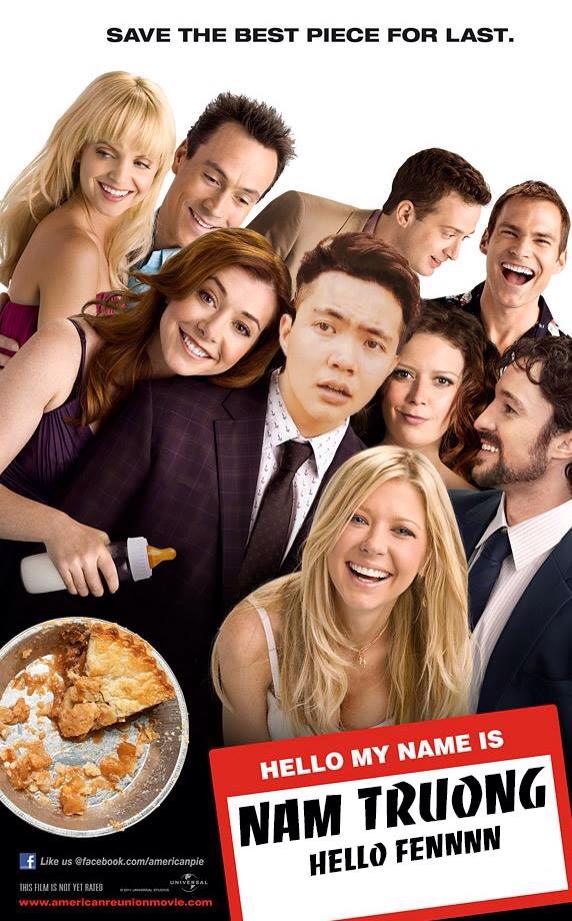 SAVE THE BEST PIECE FOR LAST.
HELLO MY NAME IS
NAM TRUONG
HELLO FENNNN
f Like us @facebook.com/americanpie
THIS FILM IS NOT YET RATED
UNIVERSAL
www.americanreunionmovie.com